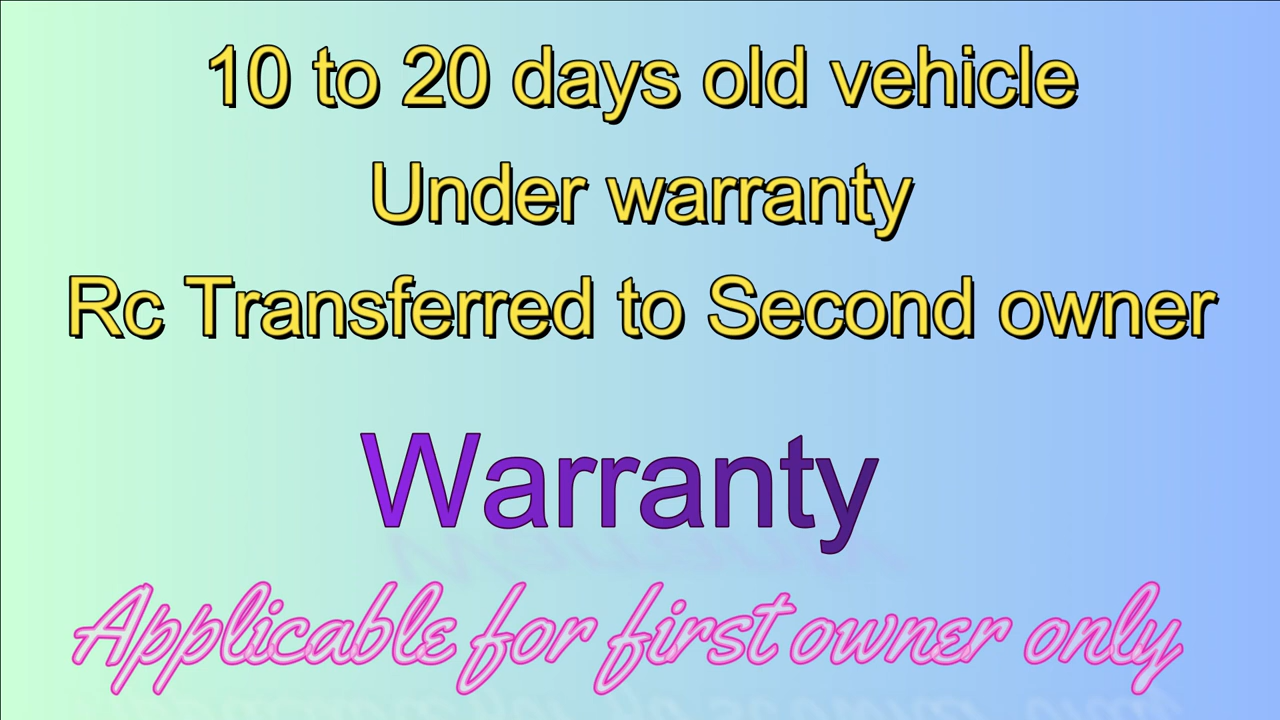 10 to 20 days old vehicle
Under warranty
Rc Transferred to Second owner
Warranty
Applicable for first owner only